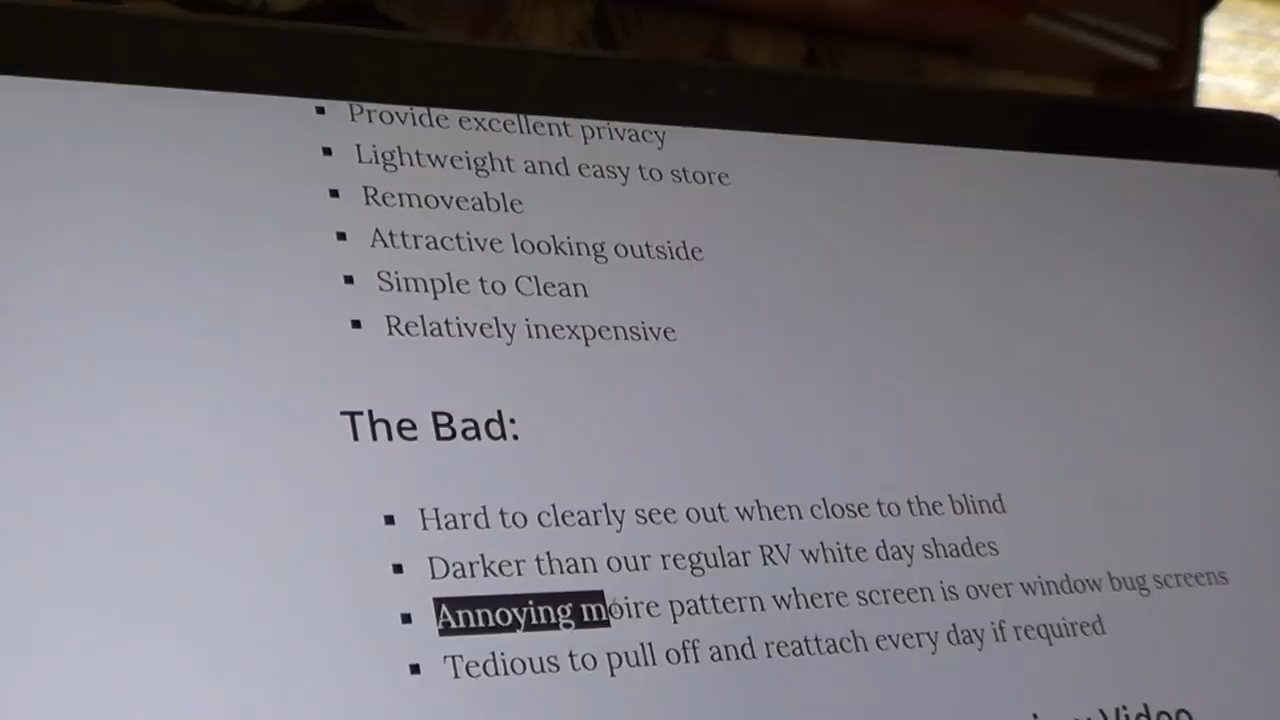 Provide excellent privacy
Lightweight and easy to store
Removeable
Attractive looking outside
Simple to Clean
Relatively inexpensive
The Bad:
Hard to clearly see out when close to the blind
Darker than our regular RV white day shades
Annoying moire pattern where screen is over window bug screens
Tedious to pull off and reattach every day if required
Video